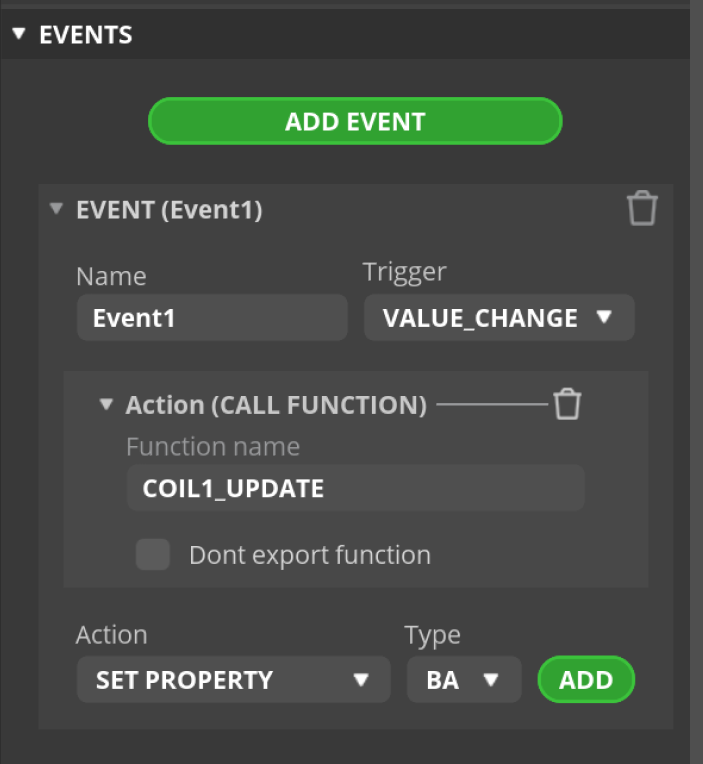 EVENTS
ADD EVENT
EVENT (Event1)
Name Trigger
Event1 VALUE_CHANGE
Action (CALL FUNCTION)
Function name
COIL1_UPDATE
Dont export function
Action Type
SET PROPERTY BA ADD